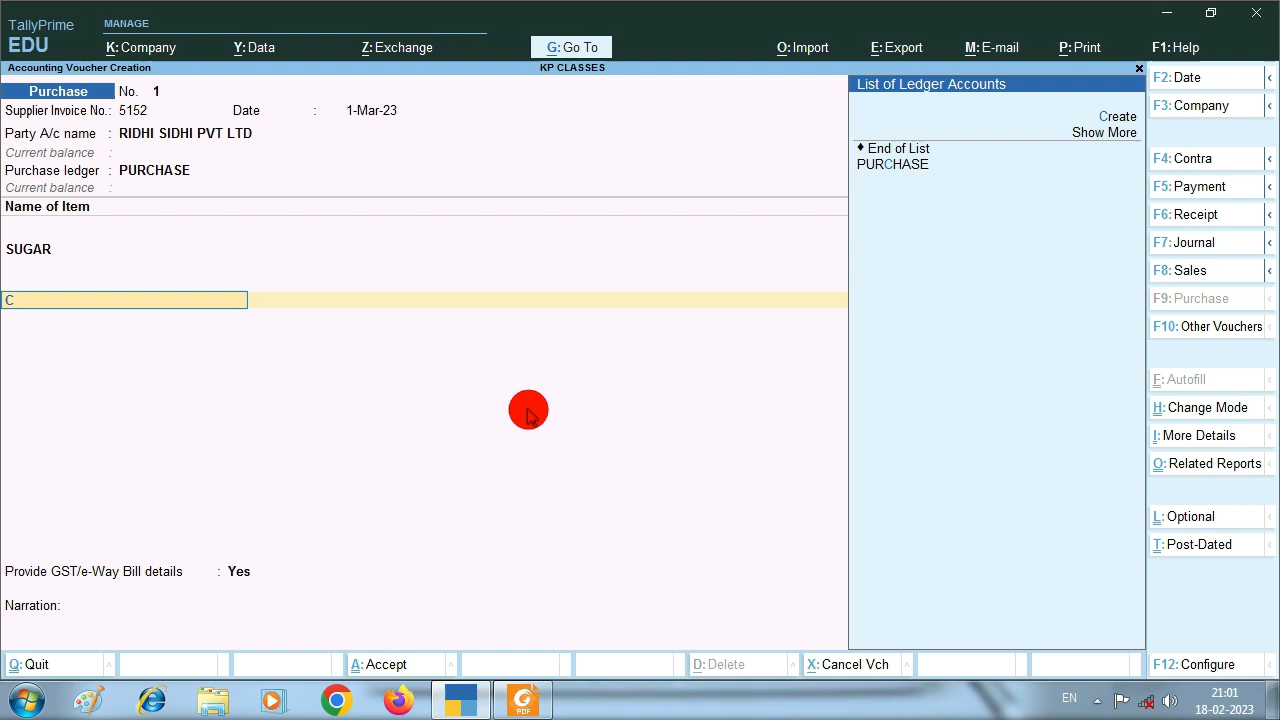 TallyPrime
EDU
MANAGE
K: Company
Y: Data
Z: Exchange
G: Go To
O: Import
E: Export
M: E-mail
P: Print
F1: Help
Accounting Voucher Creation
KP CLASSES
Purchase No. 1
Supplier Invoice No.: 5152 Date : 1-Mar-23
Party A/c name : RIDHI SIDHI PVT LTD
Current balance :
Purchase ledger : PURCHASE
Current balance :
Name of Item
SUGAR
C
Provide GST/e-Way Bill details : Yes
Narration:
List of Ledger Accounts
Create
Show More
♦ End of List
PURCHASE
F2: Date
F3: Company
F4: Contra
F5: Payment
F6: Receipt
F7: Journal
F8: Sales
F9: Purchase
F10: Other Vouchers
F: Autofill
H: Change Mode
I: More Details
O: Related Reports
L: Optional
T: Post-Dated
Q: Quit
A: Accept
D: Delete
X: Cancel Vch
F12: Configure
PDF
EN
21:01
18-02-2023